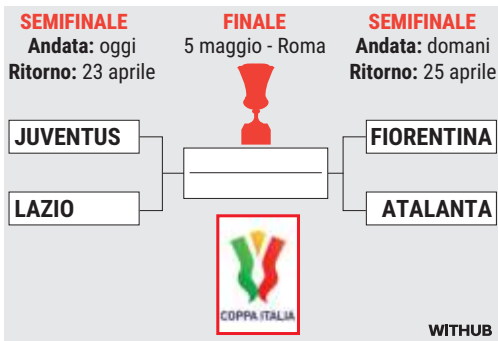 SEMIFINALE
Andata: oggi
Ritorno: 23 aprile
FINALE
5 maggio - Roma
SEMIFINALE
Andata: domani
Ritorno: 25 aprile
JUVENTUS
LAZIO
FIORENTINA
ATALANTA
COPPA ITALIA
WITHUB